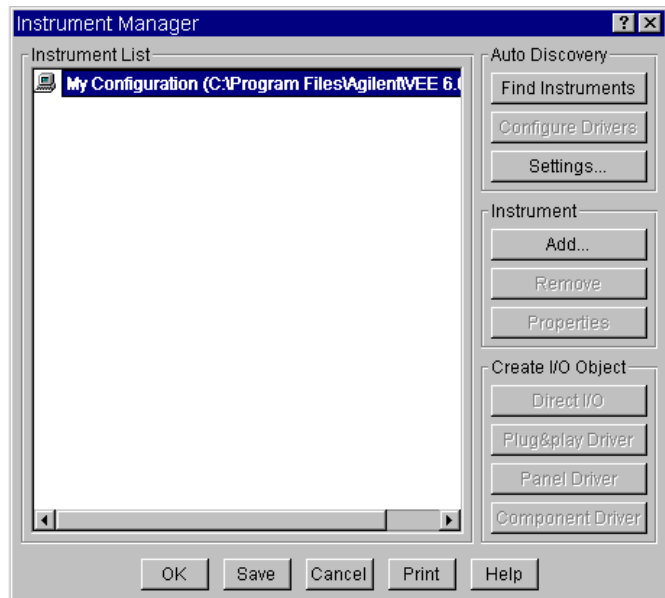 Instrument Manager
Instrument List
My Configuration (C:\Program Files\Agilent\VEE 6.
Auto Discovery
Find Instruments
Configure Drivers
Settings...
Instrument
Add...
Remove
Properties
Create I/O Object
Direct I/O
Plug&play Driver
Panel Driver
Component Driver
OK Save Cancel Print Help